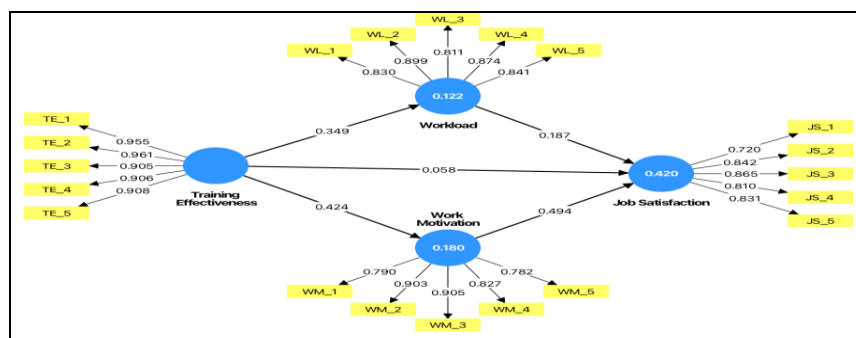 WL_3
WL_2
WL_4
WL_1
WL_5
0.811
0.899
0.874
0.830
0.841
0.122
Workload
TE_1
TE_2
TE_3
TE_4
TE_5
0.955
0.961
0.905
0.906
0.908
Training
Effectiveness
0.349
0.187
0.058
0.424
0.494
JS_1
JS_2
JS_3
JS_4
JS_5
0.720
0.842
0.865
0.810
0.831
0.420
Job Satisfaction
Work
Motivation
0.180
0.790
0.903
0.905
0.827
0.782
WM_1
WM_2
WM_3
WM_4
WM_5